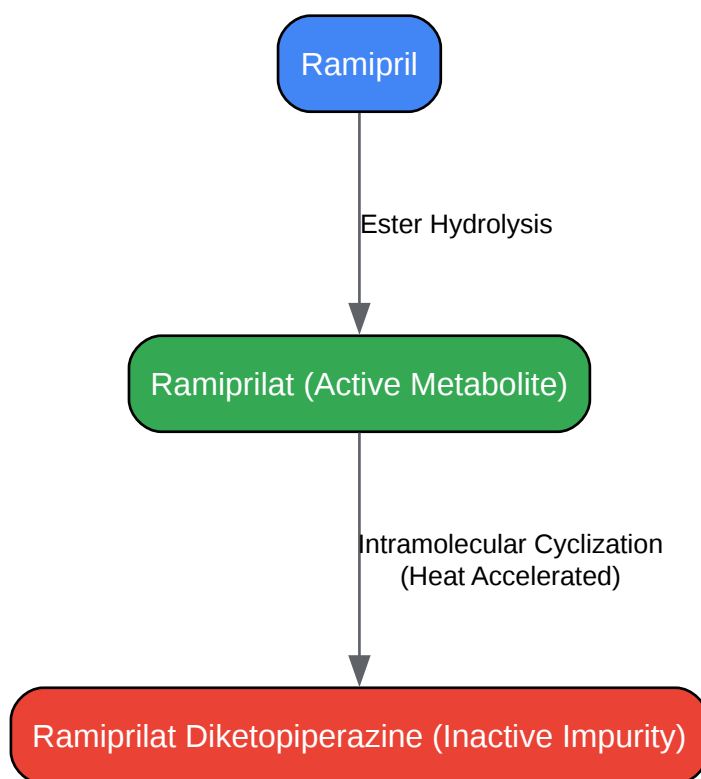 Ramipril
Ester Hydrolysis
Ramiprilat (Active Metabolite)
Intramolecular Cyclization
(Heat Accelerated)
Ramiprilat Diketopiperazine (Inactive Impurity)